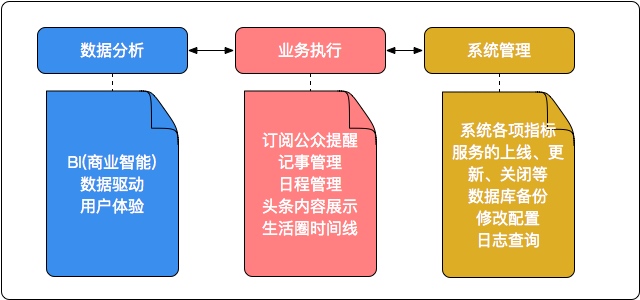 数据分析
业务执行
系统管理
BI(商业智能)
数据驱动
用户体验
订阅公众提醒
记事管理
日程管理
头条内容展示
生活圈时间线
系统各项指标
服务的上线、更
新、关闭等
数据库备份
修改配置
日志查询